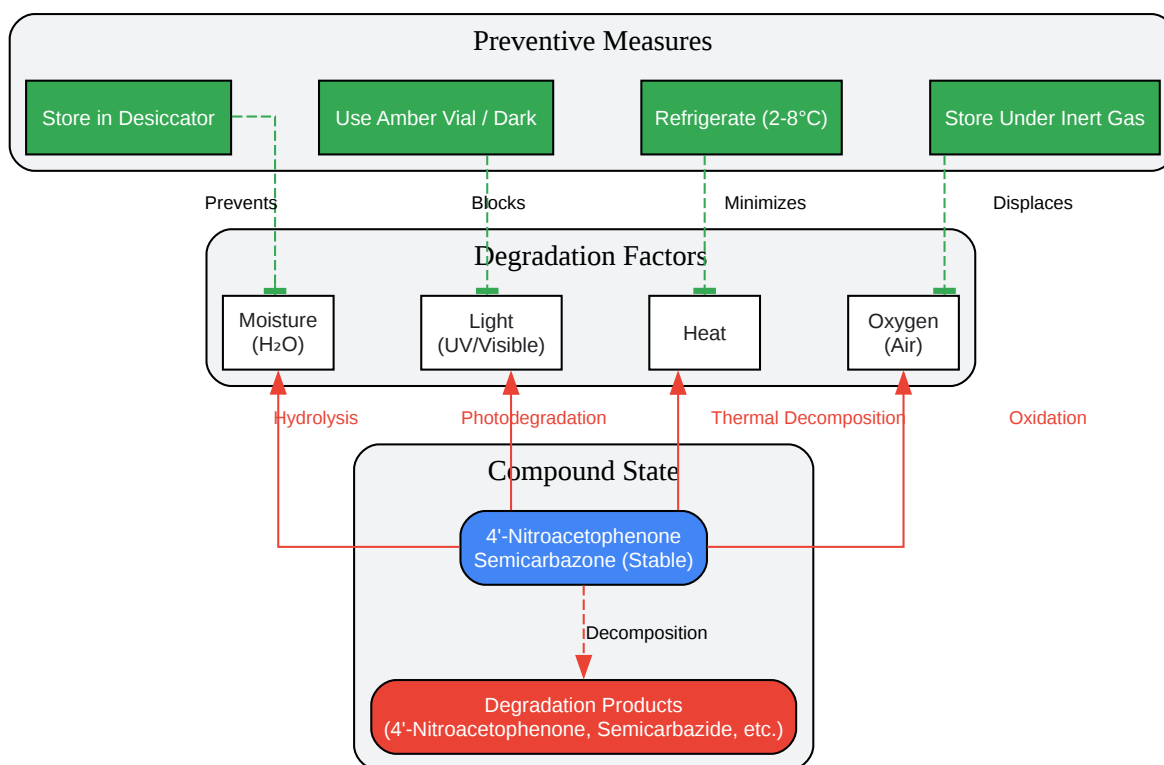 Preventive Measures
Store in Desiccator
Use Amber Vial / Dark
Refrigerate (2-8°C)
Store Under Inert Gas
Prevents
Blocks
Minimizes
Displaces
Degradation Factors
Moisture
(H₂O)
Light
(UV/Visible)
Heat
Oxygen
(Air)
Hydrolysis
Photodegradation
Thermal Decomposition
Oxidation
Compound State
4'-Nitroacetophenone
Semicarbazone (Stable)
Decomposition
Degradation Products
(4'-Nitroacetophenone, Semicarbazide, etc.)